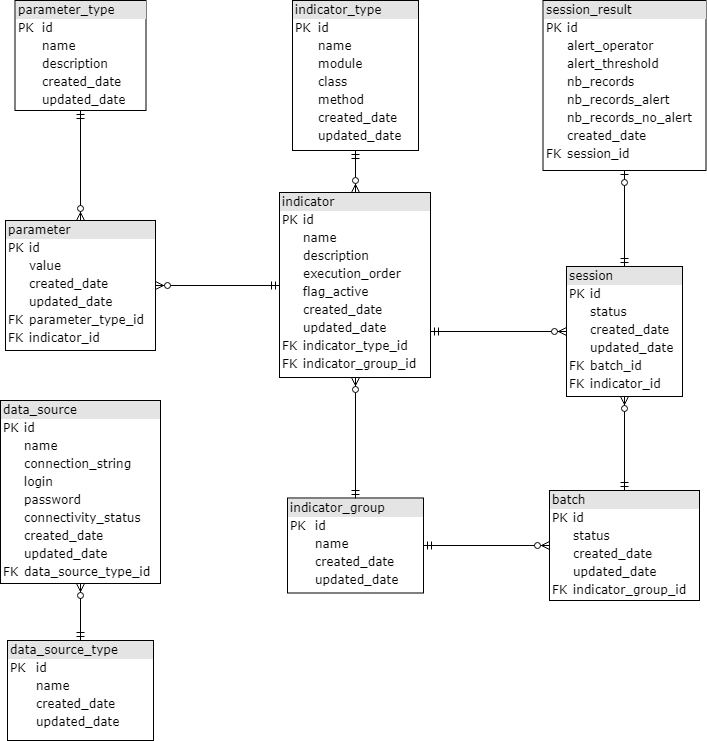 parameter_type
PK id
name
description
created_date
updated_date
indicator_type
PK id
name
module
class
method
created_date
updated_date
session_result
PK id
alert_operator
alert_threshold
nb_records
nb_records_alert
nb_records_no_alert
created_date
FK session_id
parameter
PK id
value
created_date
updated_date
FK parameter_type_id
FK indicator_id
indicator
PK id
name
description
execution_order
flag_active
created_date
updated_date
FK indicator_type_id
FK indicator_group_id
session
PK id
status
created_date
updated_date
FK batch_id
FK indicator_id
data_source
PK id
name
connection_string
login
password
connectivity_status
created_date
updated_date
FK data_source_type_id
indicator_group
PK id
name
created_date
updated_date
batch
PK id
status
created_date
updated_date
FK indicator_group_id
data_source_type
PK id
name
created_date
updated_date